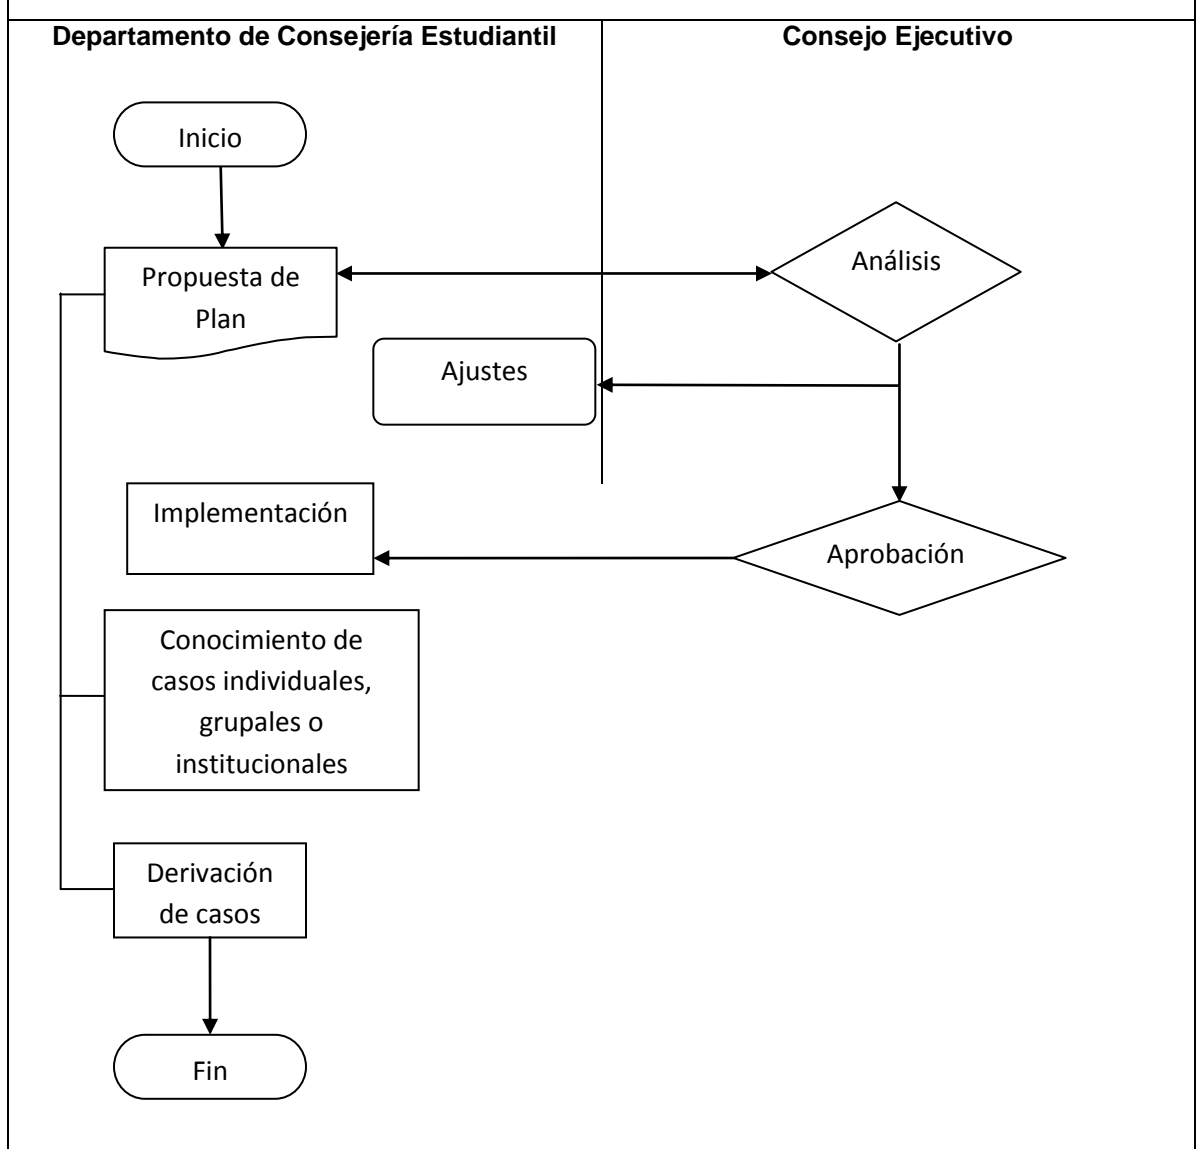 Departamento de Consejería Estudiantil
Consejo Ejecutivo
Inicio
Propuesta de
Plan
Análisis
Ajustes
Implementación
Aprobación
Conocimiento de
casos individuales,
grupales o
institucionales
Derivación
de casos
Fin